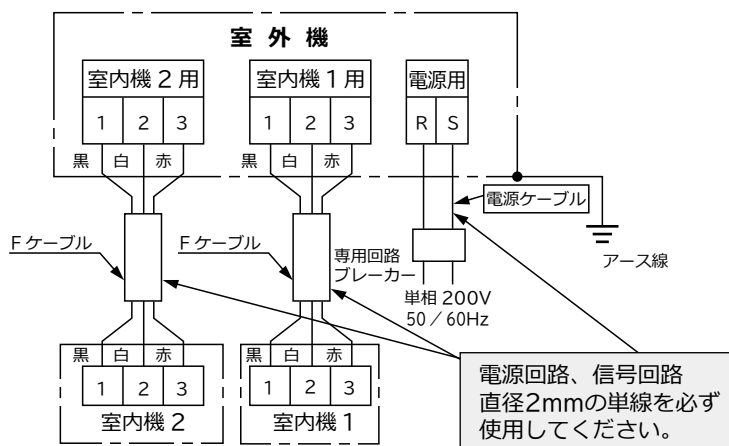 室外機
室内機 2 用
室内機 1 用
電源用
1 2 3
1 2 3
R S
黒 白 赤
黒 白 赤
電源ケーブル
アース線
F ケーブル
F ケーブル
専用回路
ブレーカー
単相 200V
50 / 60Hz
黒 白 赤
黒 白 赤
1 2 3
1 2 3
室内機 2
室内機 1
電源回路、信号回路
直径2mmの単線を必ず
使用してください。